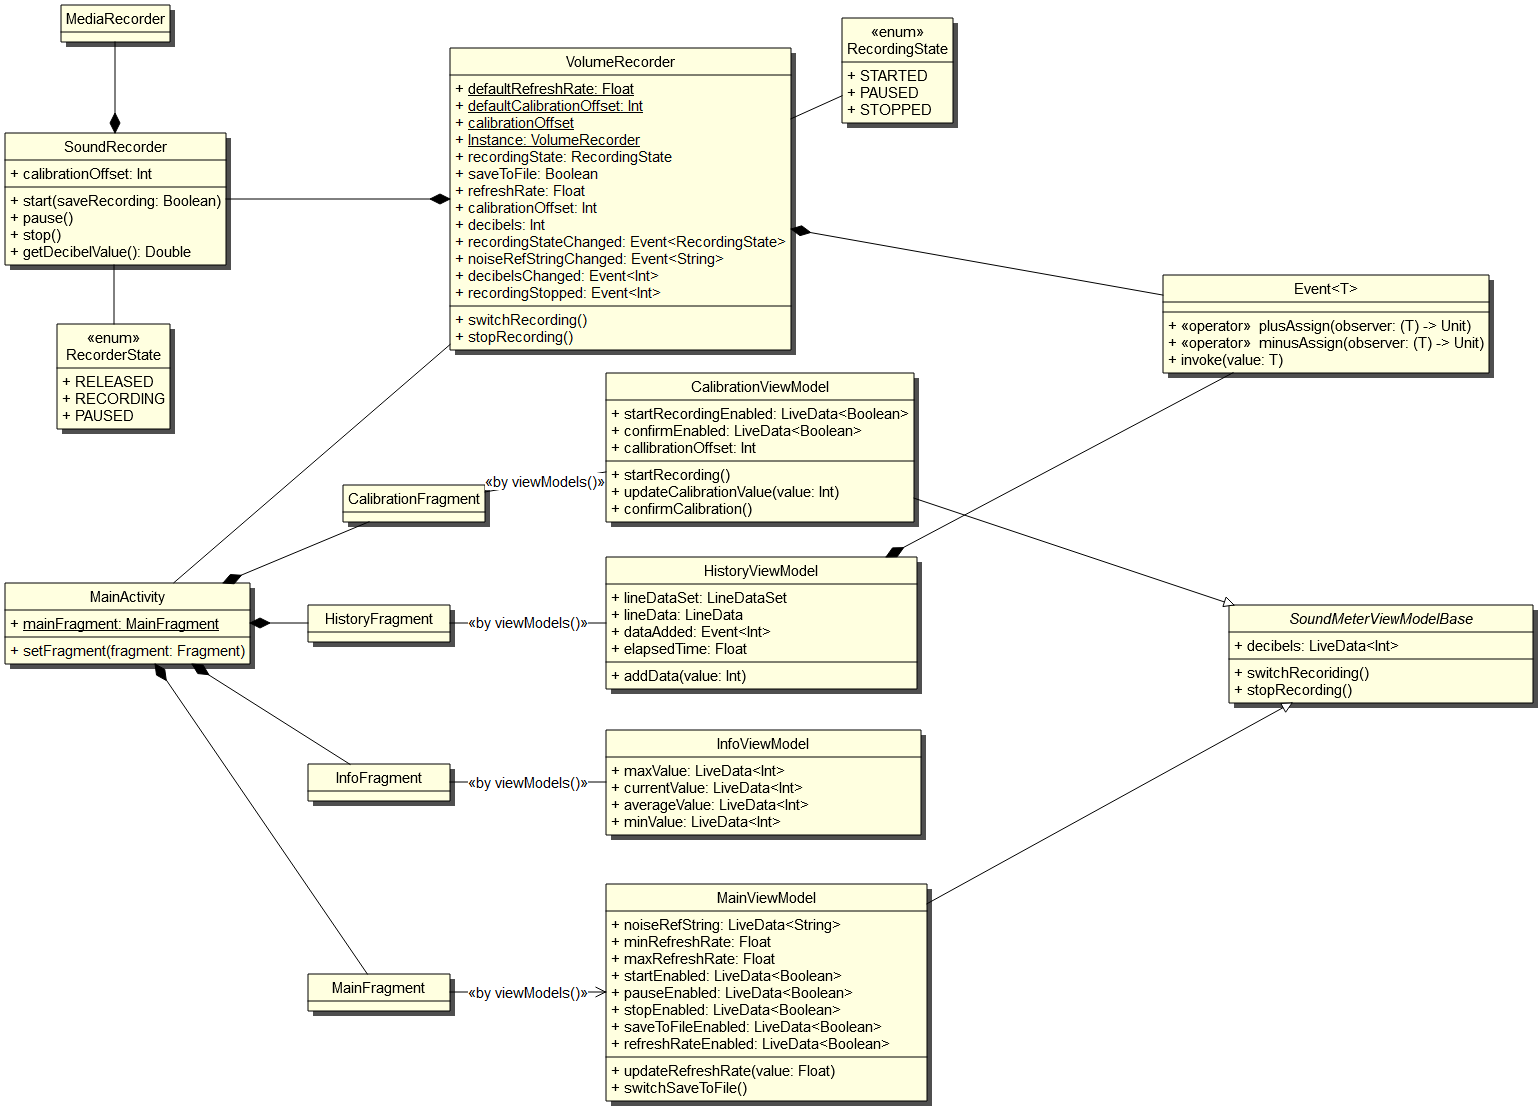 MediaRecorder
SoundRecorder
+ calibrationOffset: Int
+ start(saveRecording: Boolean)
+ pause()
+ stop()
+ getDecibelValue(): Double
«enum»
RecorderState
+ RELEASED
+ RECORDING
+ PAUSED
VolumeRecorder
+ defaultRefreshRate: Float
+ defaultCalibrationOffset: Int
+ calibrationOffset
+ Instance: VolumeRecorder
+ recordingState: RecordingState
+ saveToFile: Boolean
+ refreshRate: Float
+ calibrationOffset: Int
+ decibels: Int
+ recordingStateChanged: Event<RecordingState>
+ noiseRefStringChanged: Event<String>
+ decibelsChanged: Event<Int>
+ recordingStopped: Event<Int>
+ switchRecording()
+ stopRecording()
«enum»
RecordingState
+ STARTED
+ PAUSED
+ STOPPED
Event<T>
+ «operator»  plusAssign(observer: (T) -> Unit)
+ «operator»  minusAssign(observer: (T) -> Unit)
+ invoke(value: T)
CalibrationViewModel
+ startRecordingEnabled: LiveData<Boolean>
+ confirmEnabled: LiveData<Boolean>
+ callibrationOffset: Int
+ startRecording()
+ updateCalibrationValue(value: Int)
+ confirmCalibration()
«by viewModels()»
CalibrationFragment
MainActivity
+ mainFragment: MainFragment
+ setFragment(fragment: Fragment)
HistoryFragment
«by viewModels()»
HistoryViewModel
+ lineDataSet: LineDataSet
+ lineData: LineData
+ dataAdded: Event<Int>
+ elapsedTime: Float
+ addData(value: Int)
SoundMeterViewModelBase
+ decibels: LiveData<Int>
+ switchRecoriding()
+ stopRecording()
InfoFragment
«by viewModels()»
InfoViewModel
+ maxValue: LiveData<Int>
+ currentValue: LiveData<Int>
+ averageValue: LiveData<Int>
+ minValue: LiveData<Int>
MainFragment
«by viewModels()»
MainViewModel
+ noiseRefString: LiveData<String>
+ minRefreshRate: Float
+ maxRefreshRate: Float
+ startEnabled: LiveData<Boolean>
+ pauseEnabled: LiveData<Boolean>
+ stopEnabled: LiveData<Boolean>
+ saveToFileEnabled: LiveData<Boolean>
+ refreshRateEnabled: LiveData<Boolean>
+ updateRefreshRate(value: Float)
+ switchSaveToFile()